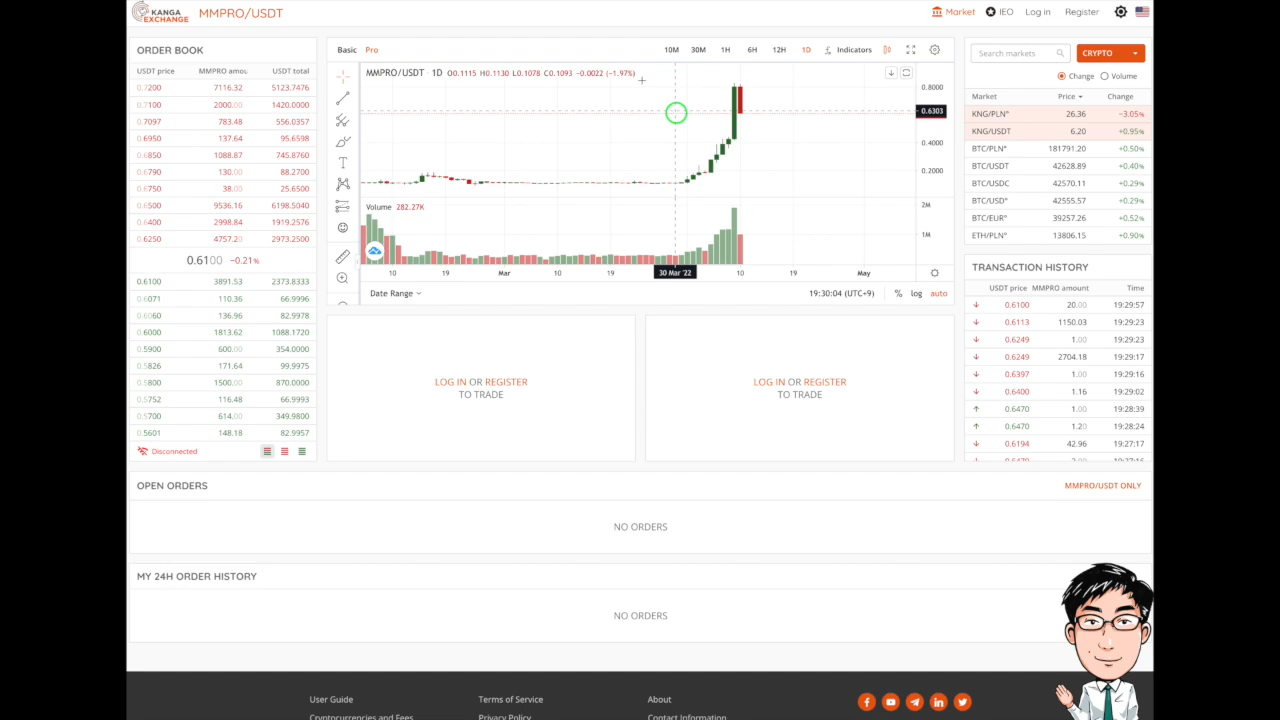 KANGA EXCHANGE MMPRO/USDT Market IEO Log in Register
ORDER BOOK
USDT price MMPRO amou USDT total
0.7200 7116.32 5123.7476
0.7100 2000.00 1420.0000
0.7097 783.48 556.0357
0.6950 137.64 95.6598
0.6850 1088.87 745.8760
0.6790 130.00 88.2700
0.6750 38.00 25.6500
0.6500 9536.16 6198.5040
0.6400 2998.84 1919.2576
0.6250 4757.20 2973.2500
0.6100 −0.21%
0.6100 3891.53 2373.8333
0.6071 110.36 66.9996
0.6060 136.96 82.9978
0.6000 1813.62 1088.1720
0.5900 600.00 354.0000
0.5826 171.64 99.9975
0.5800 1500.00 870.0000
0.5752 116.48 66.9993
0.5700 614.00 349.9800
0.5601 148.18 82.9957
Disconnected
Basic Pro 10M 30M 1H 6H 12H 1D Indicators
MMPRO/USDT · 1D O0.1115 H0.1130 L0.1078 C0.1093 −0.0022 (−1.97%)
0.8000
0.6303
0.4000
0.2000
Volume 282.27K
2M
1M
10 19 Mar 10 19 30 Mar '22 10 19 May
Date Range 19:30:04 (UTC+9) % log auto
LOG IN OR REGISTER
TO TRADE
LOG IN OR REGISTER
TO TRADE
Search markets CRYPTO
Change Volume
Market Price Change
KNG/PLN° 26.36 −3.05%
KNG/USDT 6.20 +0.95%
BTC/PLN° 181791.20 +0.50%
BTC/USDT 42628.89 +0.40%
BTC/USDC 42570.11 +0.29%
BTC/USD° 42555.57 +0.29%
BTC/EUR° 39257.26 +0.52%
ETH/PLN° 13806.15 +0.90%
TRANSACTION HISTORY
USDT price MMPRO amount Time
0.6100 20.00 19:29:57
0.6113 1150.03 19:29:23
0.6249 1.00 19:29:23
0.6249 2704.18 19:29:17
0.6397 1.00 19:29:16
0.6400 1.16 19:29:02
0.6470 1.00 19:28:39
0.6470 1.20 19:28:24
0.6194 42.96 19:27:17
OPEN ORDERS MMPRO/USDT ONLY
NO ORDERS
MY 24H ORDER HISTORY
NO ORDERS
User Guide Terms of Service About
Cryptocurrencies and Fees Privacy Policy Contact Information